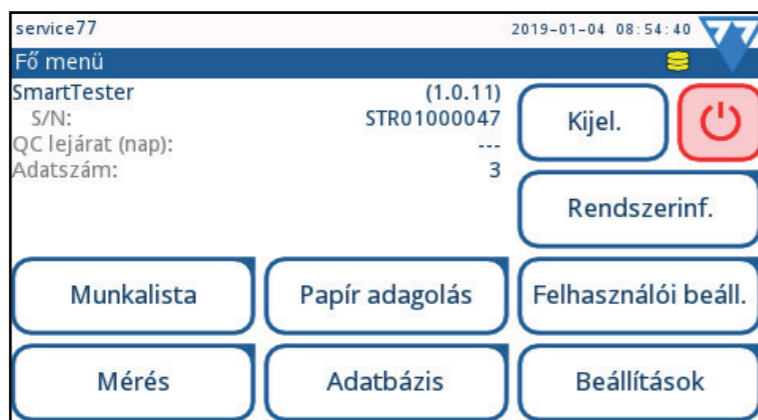 service77 2019-01-04 08:54:40 77
Fő menü
SmartTester (1.0.11)
S/N: STR01000047
QC lejárat (nap): ---
Adatszám: 3
Kijel.
Rendszerinf.
Munkalista Papír adagolás Felhasználói beáll.
Mérés Adatbázis Beállítások